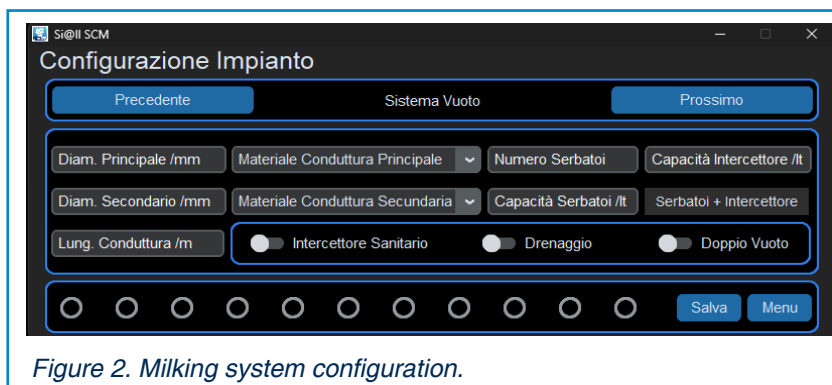 Si@ll SCM
Configurazione Impianto
Precedente Sistema Vuoto Prossimo
Diam. Principale /mm Materiale Conduttura Principale Numero Serbatoi Capacità Intercettore /lt
Diam. Secondario /mm Materiale Conduttura Secundaria Capacità Serbatoi /lt Serbatoi + Intercettore
Lung. Conduttura /m Intercettore Sanitario Drenaggio Doppio Vuoto
Salva Menu
Figure 2. Milking system configuration.